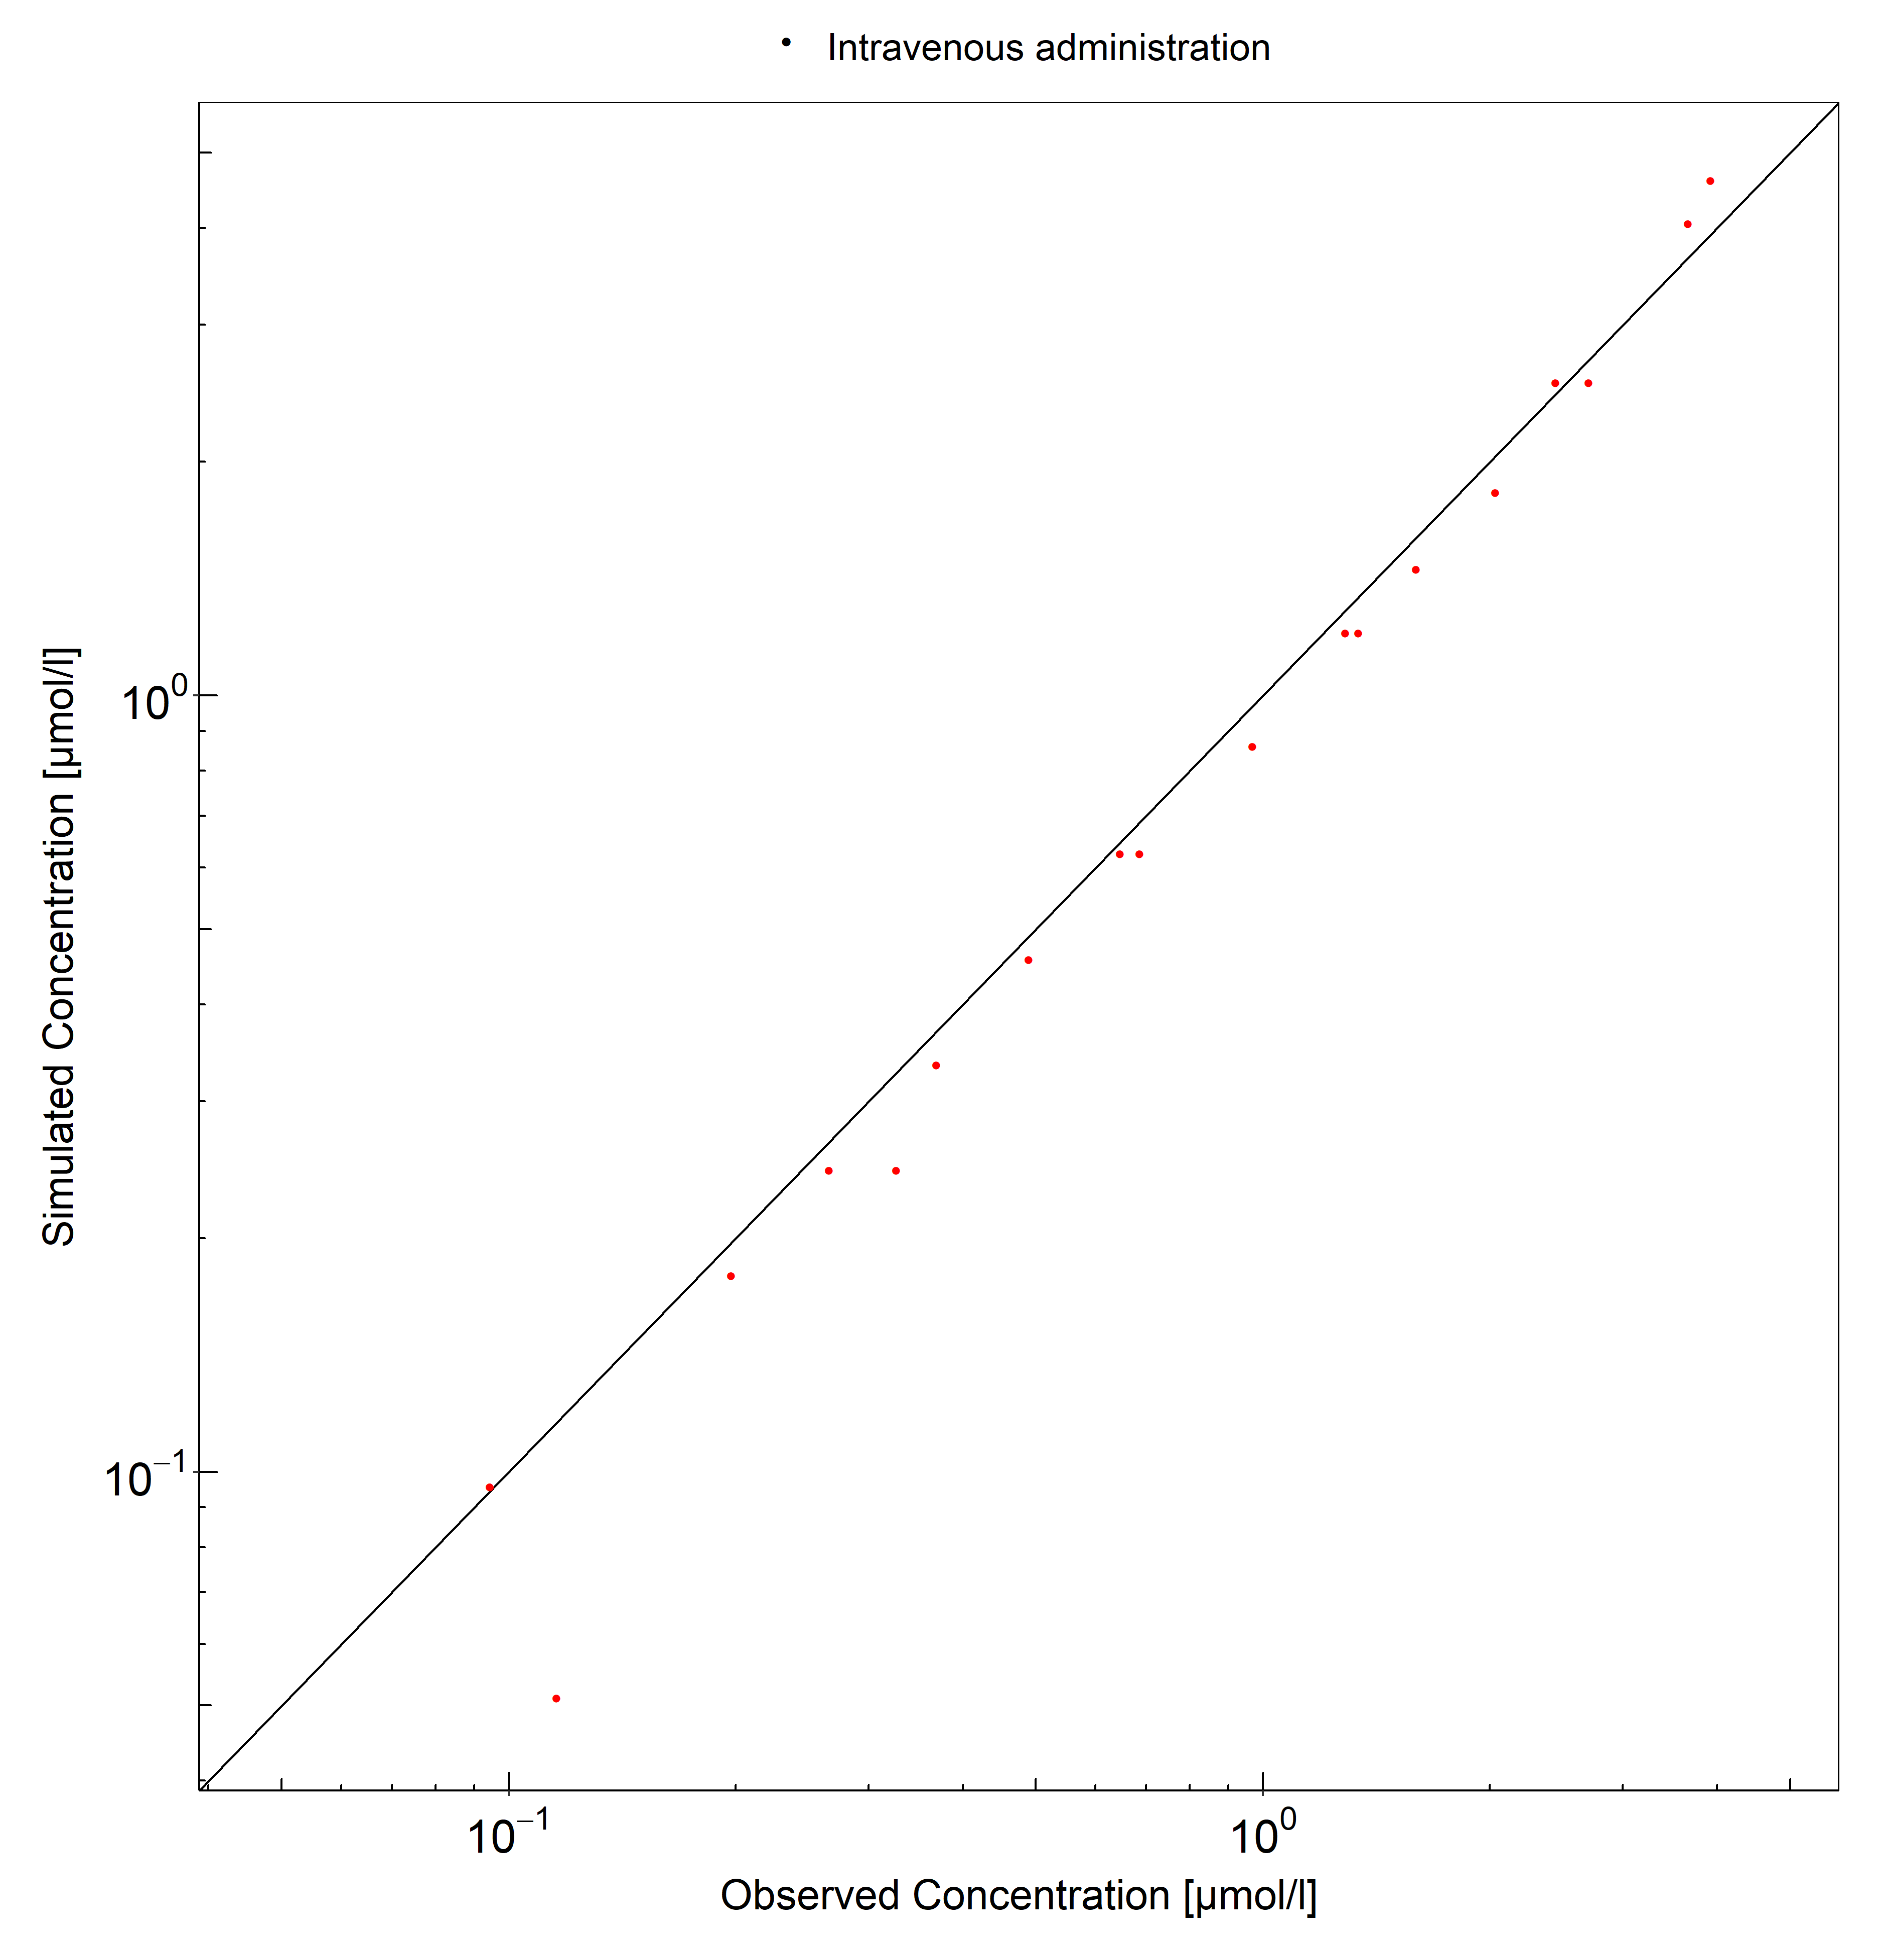 • Intravenous administration
Simulated Concentration [µmol/l]
10⁰
10⁻¹
10⁻¹ 10⁰
Observed Concentration [µmol/l]